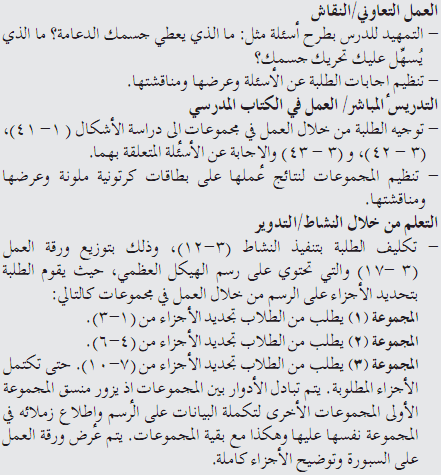 العمل التعاوني/النقاش
– التمهيد للدرس بطرح أسئلة مثل: ما الذي يعطي جسمك الدعامة؟ ما الذي
يُسهِّل عليك تحريك جسمك؟
– تنظيم إجابات الطلبة عن الأسئلة وعرضها ومناقشتها.
التدريس المباشر/ العمل في الكتاب المدرسي
– توجيه الطلبة من خلال العمل في مجموعات إلى دراسة الأشكال (١ – ٤١)،
(٣ – ٤٢)، و (٣ – ٤٣) والإجابة عن الأسئلة المتعلقة بهما.
– تنظيم المجموعات لنتائج عملها على بطاقات كرتونية ملونة وعرضها
ومناقشتها.
التعلم من خلال النشاط/التدوير
– تكليف الطلبة بتنفيذ النشاط (٣–١٢)، وذلك بتوزيع ورقة العمل
(٣ –١٧) والتي تحتوي على رسم الهيكل العظمي، حيث يقوم الطلبة
بتحديد الأجزاء على الرسم من خلال العمل في مجموعات كالتالي:
المجموعة (١) يطلب من الطلاب تحديد الأجزاء من (١–٣).
المجموعة (٢) يطلب من الطلاب تحديد الأجزاء من (٤–٦).
المجموعة (٣) يطلب من الطلاب تحديد الأجزاء من (٧–١٠). حتى تكتمل
الأجزاء المطلوبة. يتم تبادل الأدوار بين المجموعات اذ يزور منسق المجموعة
الأولى المجموعات الأخرى لتكملة البيانات على الرسم وإطلاع زملائه في
المجموعة نفسها عليها وهكذا مع بقية المجموعات. يتم عرض ورقة العمل
على السبورة وتوضيح الأجزاء كاملة.